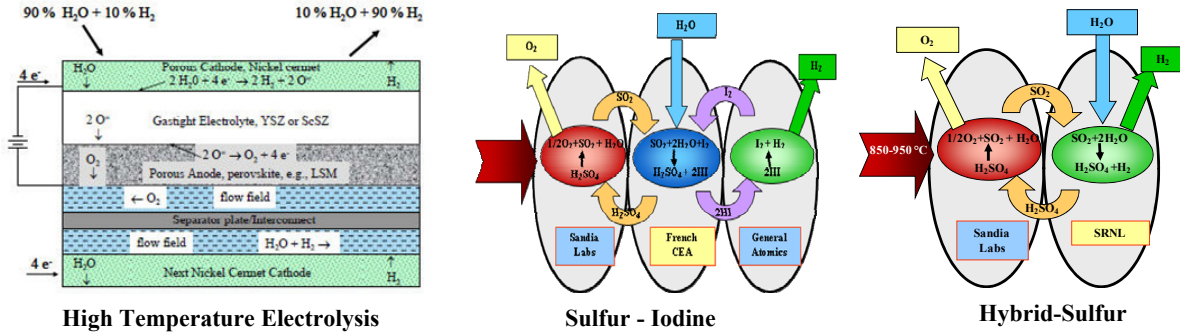 90 % H₂O + 10 % H₂
10 % H₂O + 90% H₂
4 e⁻
H₂O
Porous Cathode, Nickel cermet
2 H₂0 + 4 e⁻ → 2 H₂ + 2 O⁼
H₂
2 O⁼
Gastight Electrolyte, YSZ or ScSZ
O₂
2 O⁼ → O₂ + 4 e⁻
Porous Anode, perovskite, e.g., LSM
← O₂
flow field
Separator plate/Interconnect
flow field
H₂O + H₂ →
4 e⁻
H₂O
Next Nickel Cermet Cathode
H₂
High Temperature Electrolysis
O₂
H₂O
H₂
SO₂
I₂
1/2O₂+SO₂ + H₂O
H₂SO₄
SO₂+2H₂O+I₂
H₂SO₄ + 2HI
I₂ + H₂
2HI
H₂SO₄
2HI
Sandia
Labs
French
CEA
General
Atomics
Sulfur - Iodine
O₂
H₂O
H₂
SO₂
850-950 °C
1/2O₂+SO₂ + H₂O
H₂SO₄
SO₂+2H₂O
H₂SO₄ +H₂
H₂SO₄
Sandia
Labs
SRNL
Hybrid-Sulfur